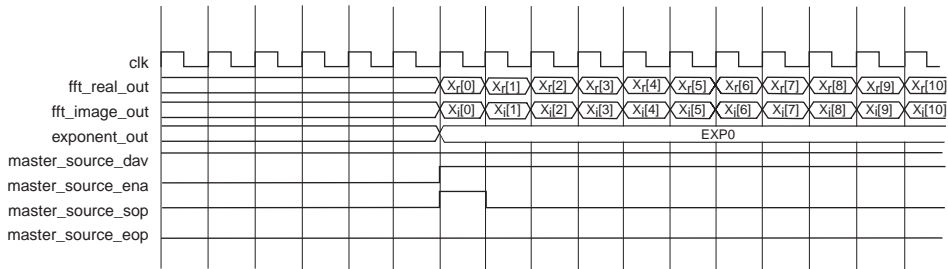 clk
fft_real_out Xr[0] Xr[1] Xr[2] Xr[3] Xr[4] Xr[5] Xr[6] Xr[7] Xr[8] Xr[9] Xr[10]
fft_image_out Xi[0] Xi[1] Xi[2] Xi[3] Xi[4] Xi[5] Xi[6] Xi[7] Xi[8] Xi[9] Xi[10]
exponent_out EXP0
master_source_dav
master_source_ena
master_source_sop
master_source_eop